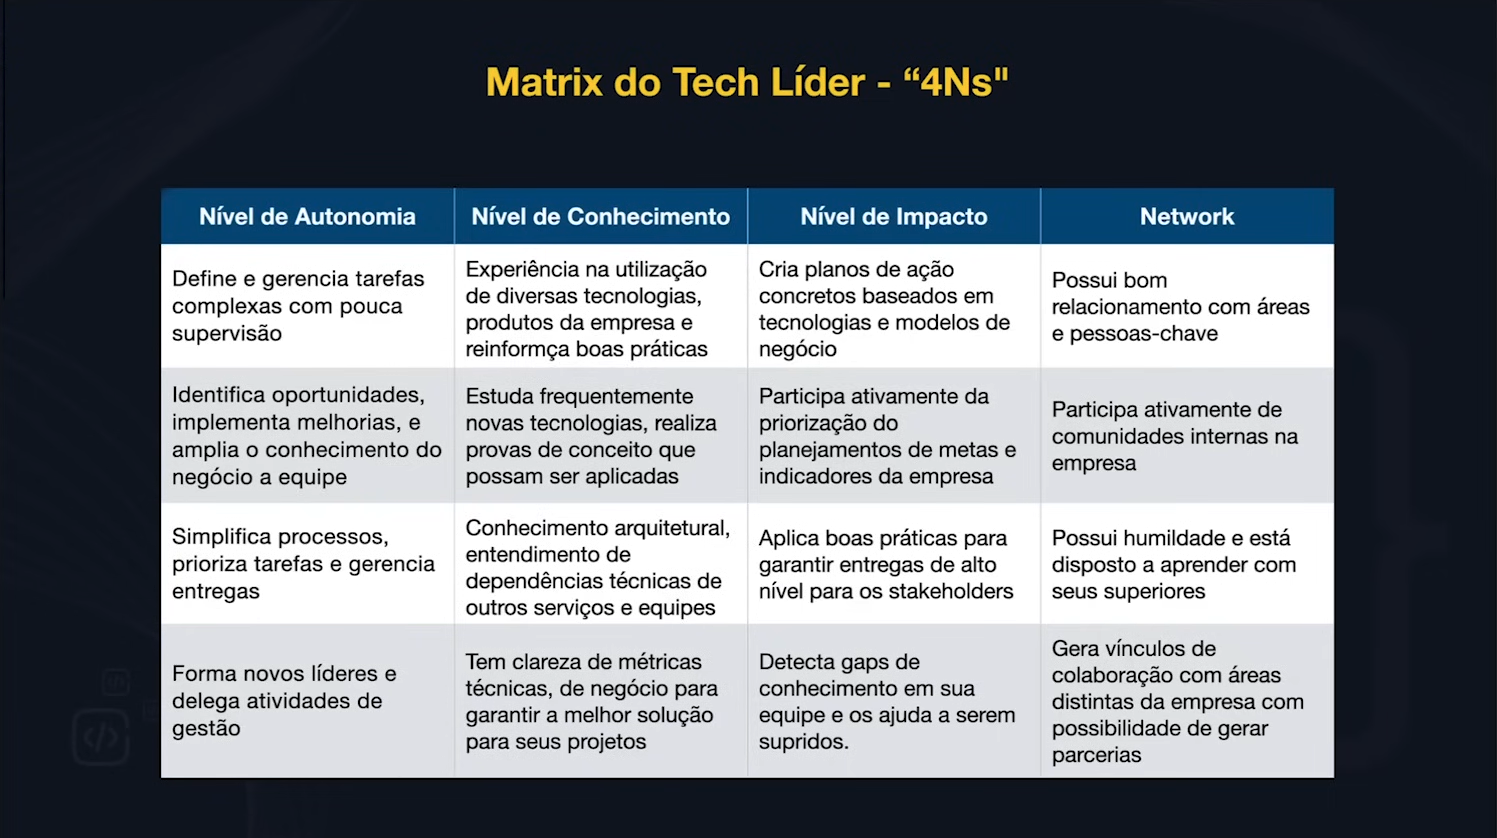 Matrix do Tech Líder - “4Ns"
Nível de Autonomia
Nível de Conhecimento
Nível de Impacto
Network
Define e gerencia tarefas
complexas com pouca
supervisão
Experiência na utilização
de diversas tecnologias,
produtos da empresa e
reinformça boas práticas
Cria planos de ação
concretos baseados em
tecnologias e modelos de
negócio
Possui bom
relacionamento com áreas
e pessoas-chave
Identifica oportunidades,
implementa melhorias, e
amplia o conhecimento do
negócio a equipe
Estuda frequentemente
novas tecnologias, realiza
provas de conceito que
possam ser aplicadas
Participa ativamente da
priorização do
planejamentos de metas e
indicadores da empresa
Participa ativamente de
comunidades internas na
empresa
Simplifica processos,
prioriza tarefas e gerencia
entregas
Conhecimento arquitetural,
entendimento de
dependências técnicas de
outros serviços e equipes
Aplica boas práticas para
garantir entregas de alto
nível para os stakeholders
Possui humildade e está
disposto a aprender com
seus superiores
Forma novos líderes e
delega atividades de
gestão
Tem clareza de métricas
técnicas, de negócio para
garantir a melhor solução
para seus projetos
Detecta gaps de
conhecimento em sua
equipe e os ajuda a serem
supridos.
Gera vínculos de
colaboração com áreas
distintas da empresa com
possibilidade de gerar
parcerias